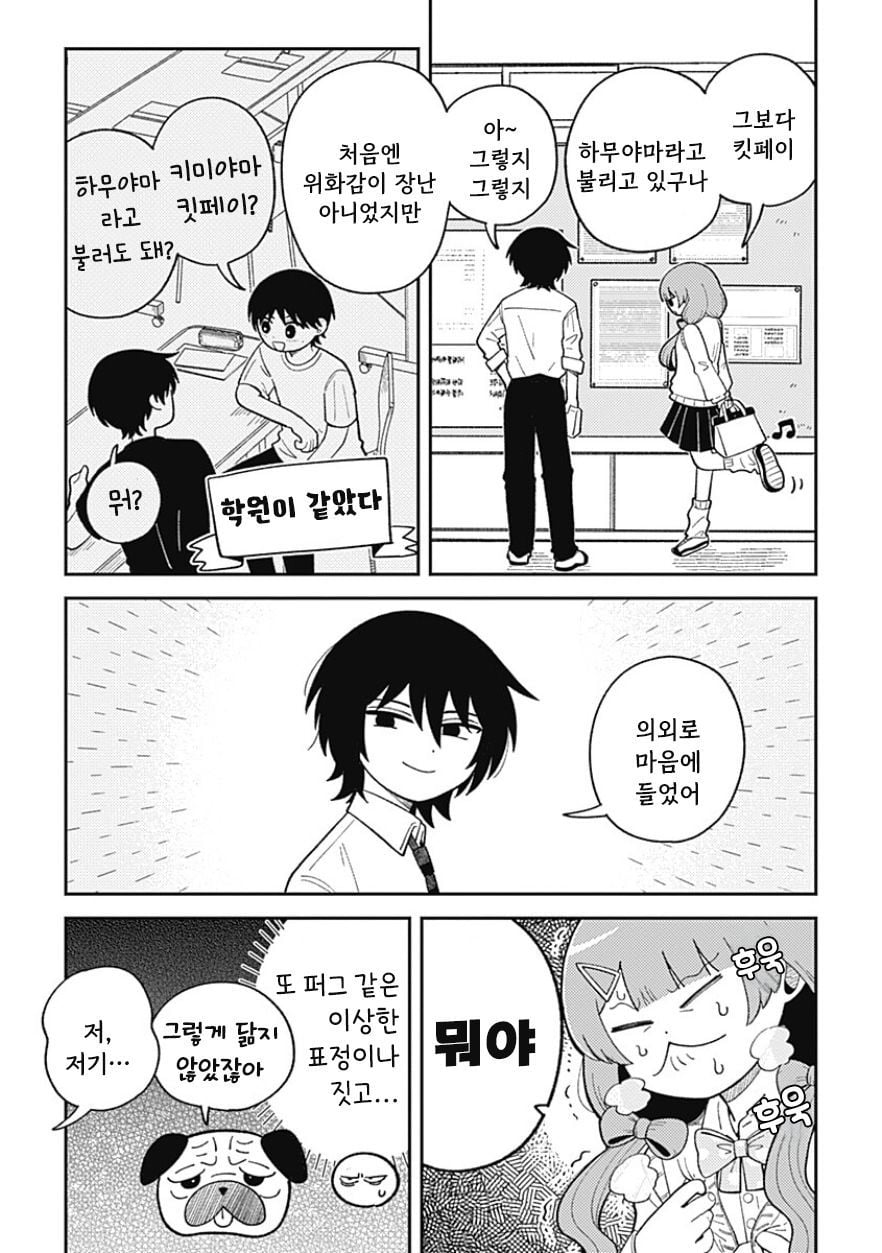 그보다
킷페이
하무야마라고
불리고 있구나
아~
그렇지
그렇지
처음엔
위화감이 장난
아니었지만
키미야마
킷페이?
하무야마
라고
불러도 돼?
뭐?
학원이 같았다
의외로
마음에
들었어
뭐야
후욱
후욱
또 퍼그 같은
이상한
표정이나
짓고...
그렇게 닮지
않았잖아
저,
저기...